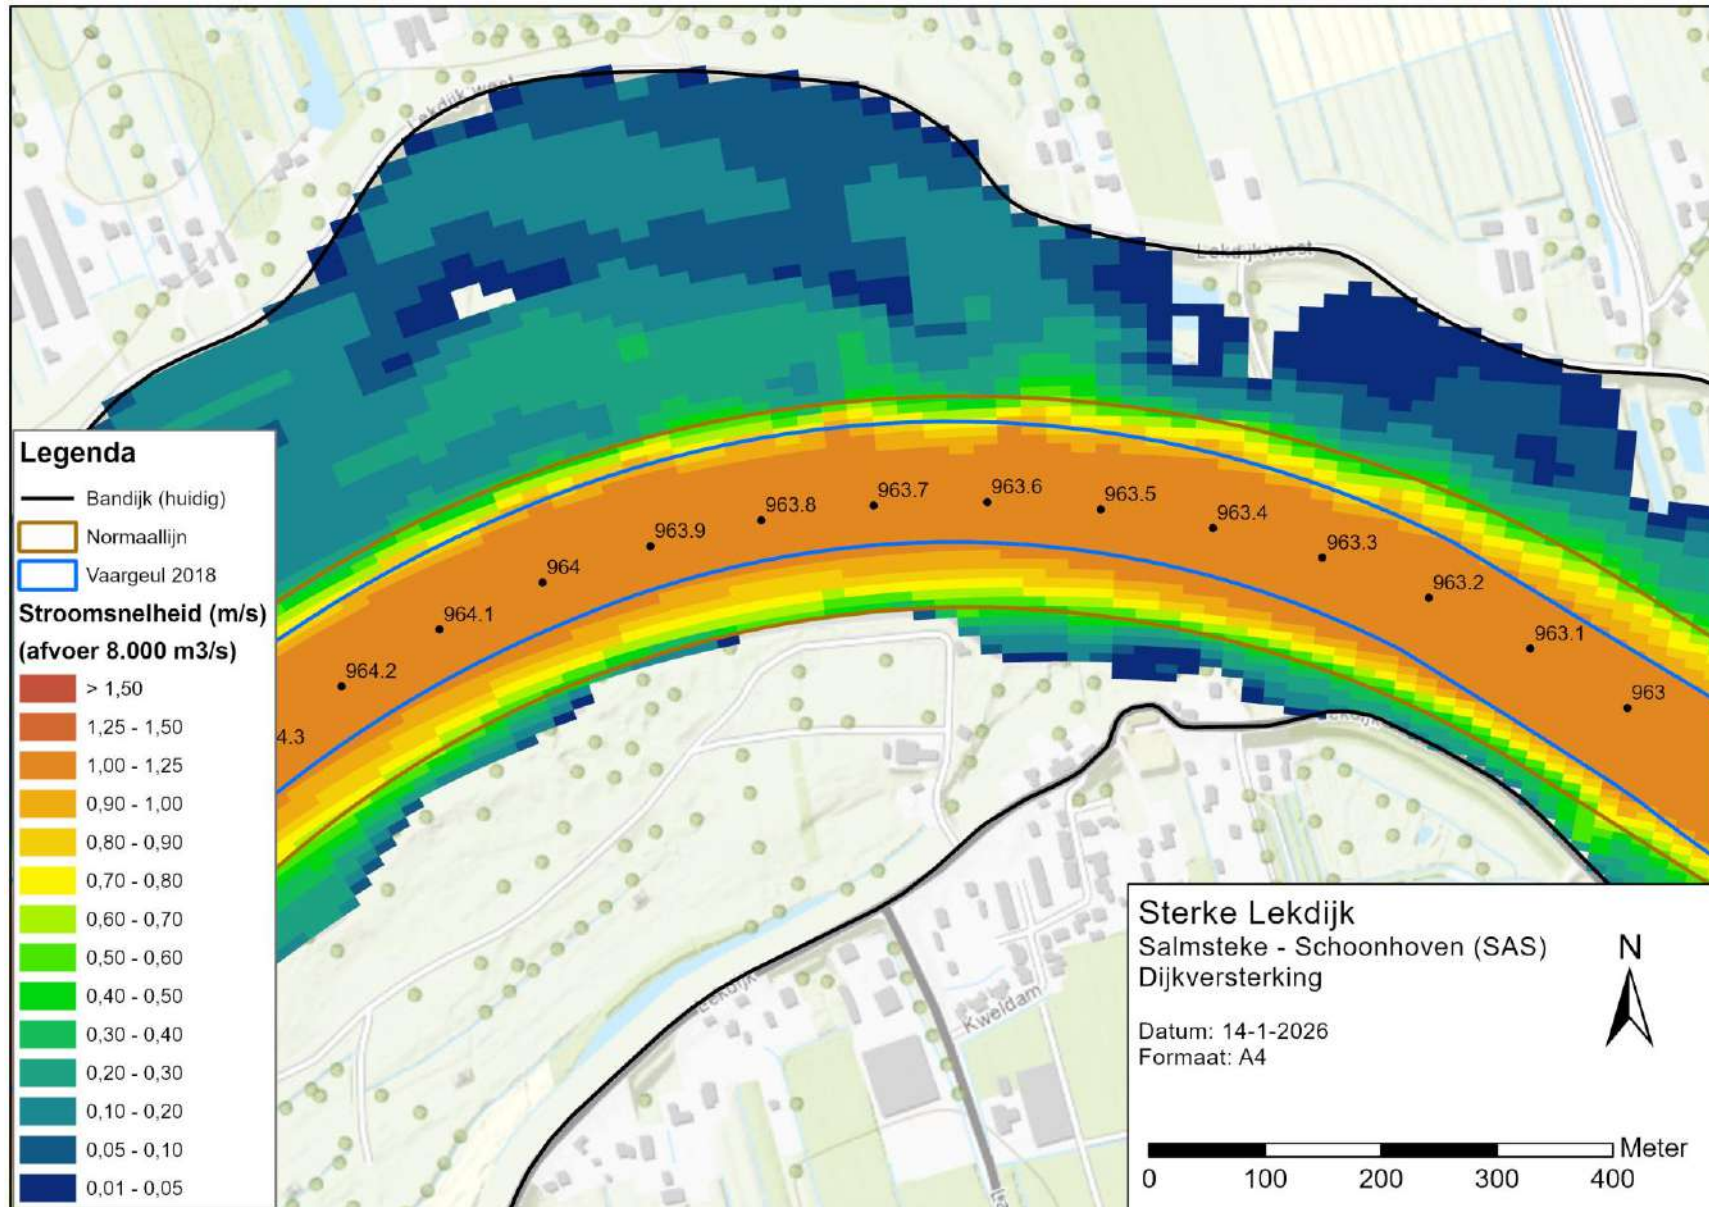 Lekdijk west
Lekdijk west
963.9
963.8
963.7
963.6
963.5
963.4
963.3
963.2
963.1
963
964
964.1
964.2
4.3
Lekdijk
Lekdijk
Kweldam
Legenda
Bandijk (huidig)
Normaallijn
Vaargeul 2018
Stroomsnelheid (m/s)
(afvoer 8.000 m3/s)
> 1,50
1,25 - 1,50
1,00 - 1,25
0,90 - 1,00
0,80 - 0,90
0,70 - 0,80
0,60 - 0,70
0,50 - 0,60
0,40 - 0,50
0,30 - 0,40
0,20 - 0,30
0,10 - 0,20
0,05 - 0,10
0,01 - 0,05
Sterke Lekdijk
Salmsteke - Schoonhoven (SAS)
Dijkversterking
Datum: 14-1-2026
Formaat: A4
N
Meter
0 100 200 300 400